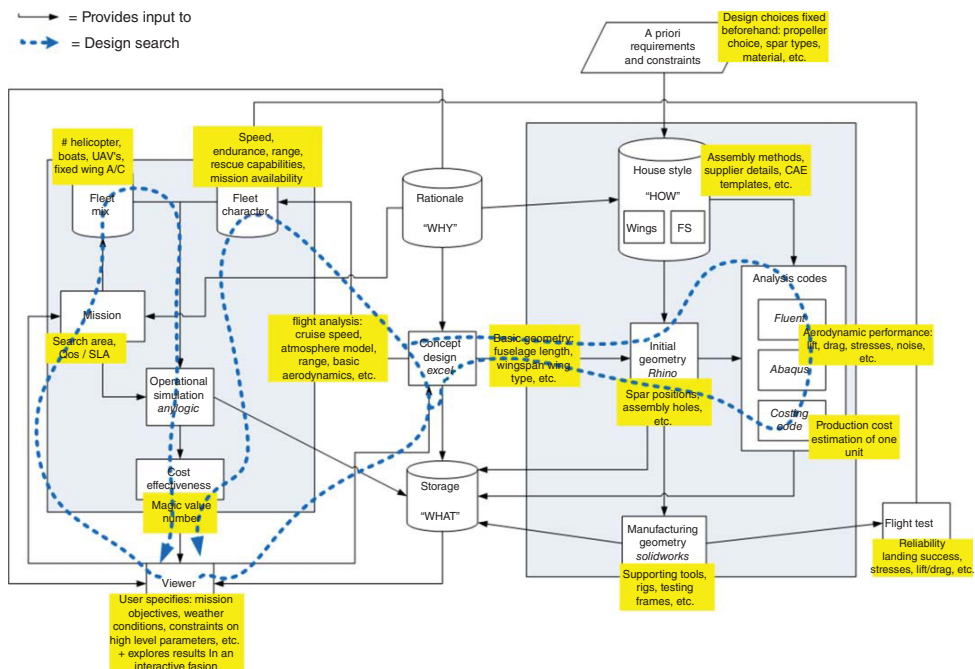 = Provides input to
= Design search
A priori
requirements
and constraints
Design choices fixed
beforehand: propeller
choice, spar types,
material, etc.
# helicopter,
boats, UAV's,
fixed wing A/C
Speed,
endurance, range,
rescue capabilities,
mission availability
Fleet
mix
Fleet
character
Rationale
"WHY"
House style
"HOW"
Wings
FS
Assembly methods,
supplier details, CAE
templates, etc.
Mission
Search area,
Qos / SLA
flight analysis:
cruise speed,
atmosphere model,
range, basic
aerodynamics, etc.
Concept
design
excel
Basic geometry:
fuselage length,
wingspan wing
type, etc.
Initial
geometry
Rhino
Spar positions,
assembly holes,
etc.
Analysis codes
Fluent
Abaqus
Costing
code
Aerodynamic performance:
lift, drag, stresses, noise,
etc.
Production cost
estimation of one
unit
Operational
simulation
anylogic
Cost
effectiveness
Magic value
number
Storage
"WHAT"
Manufacturing
geometry
solidworks
Supporting tools,
rigs, testing
frames, etc.
Flight test
Reliability
landing success,
stresses, lift/drag, etc.
Viewer
User specifies: mission
objectives, weather
conditions, constraints on
high level parameters, etc.
+ explores results In an
interactive fasion